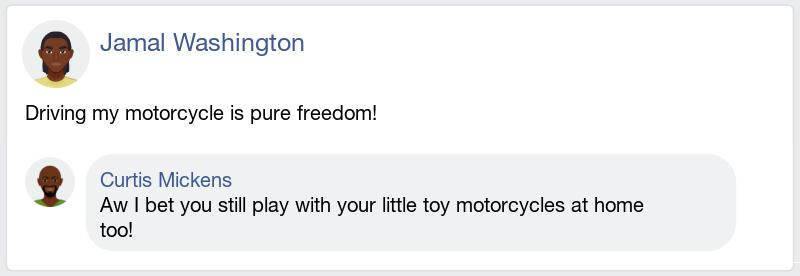 Jamal Washington
Driving my motorcycle is pure freedom!
Curtis Mickens
Aw I bet you still play with your little toy motorcycles at home
too!